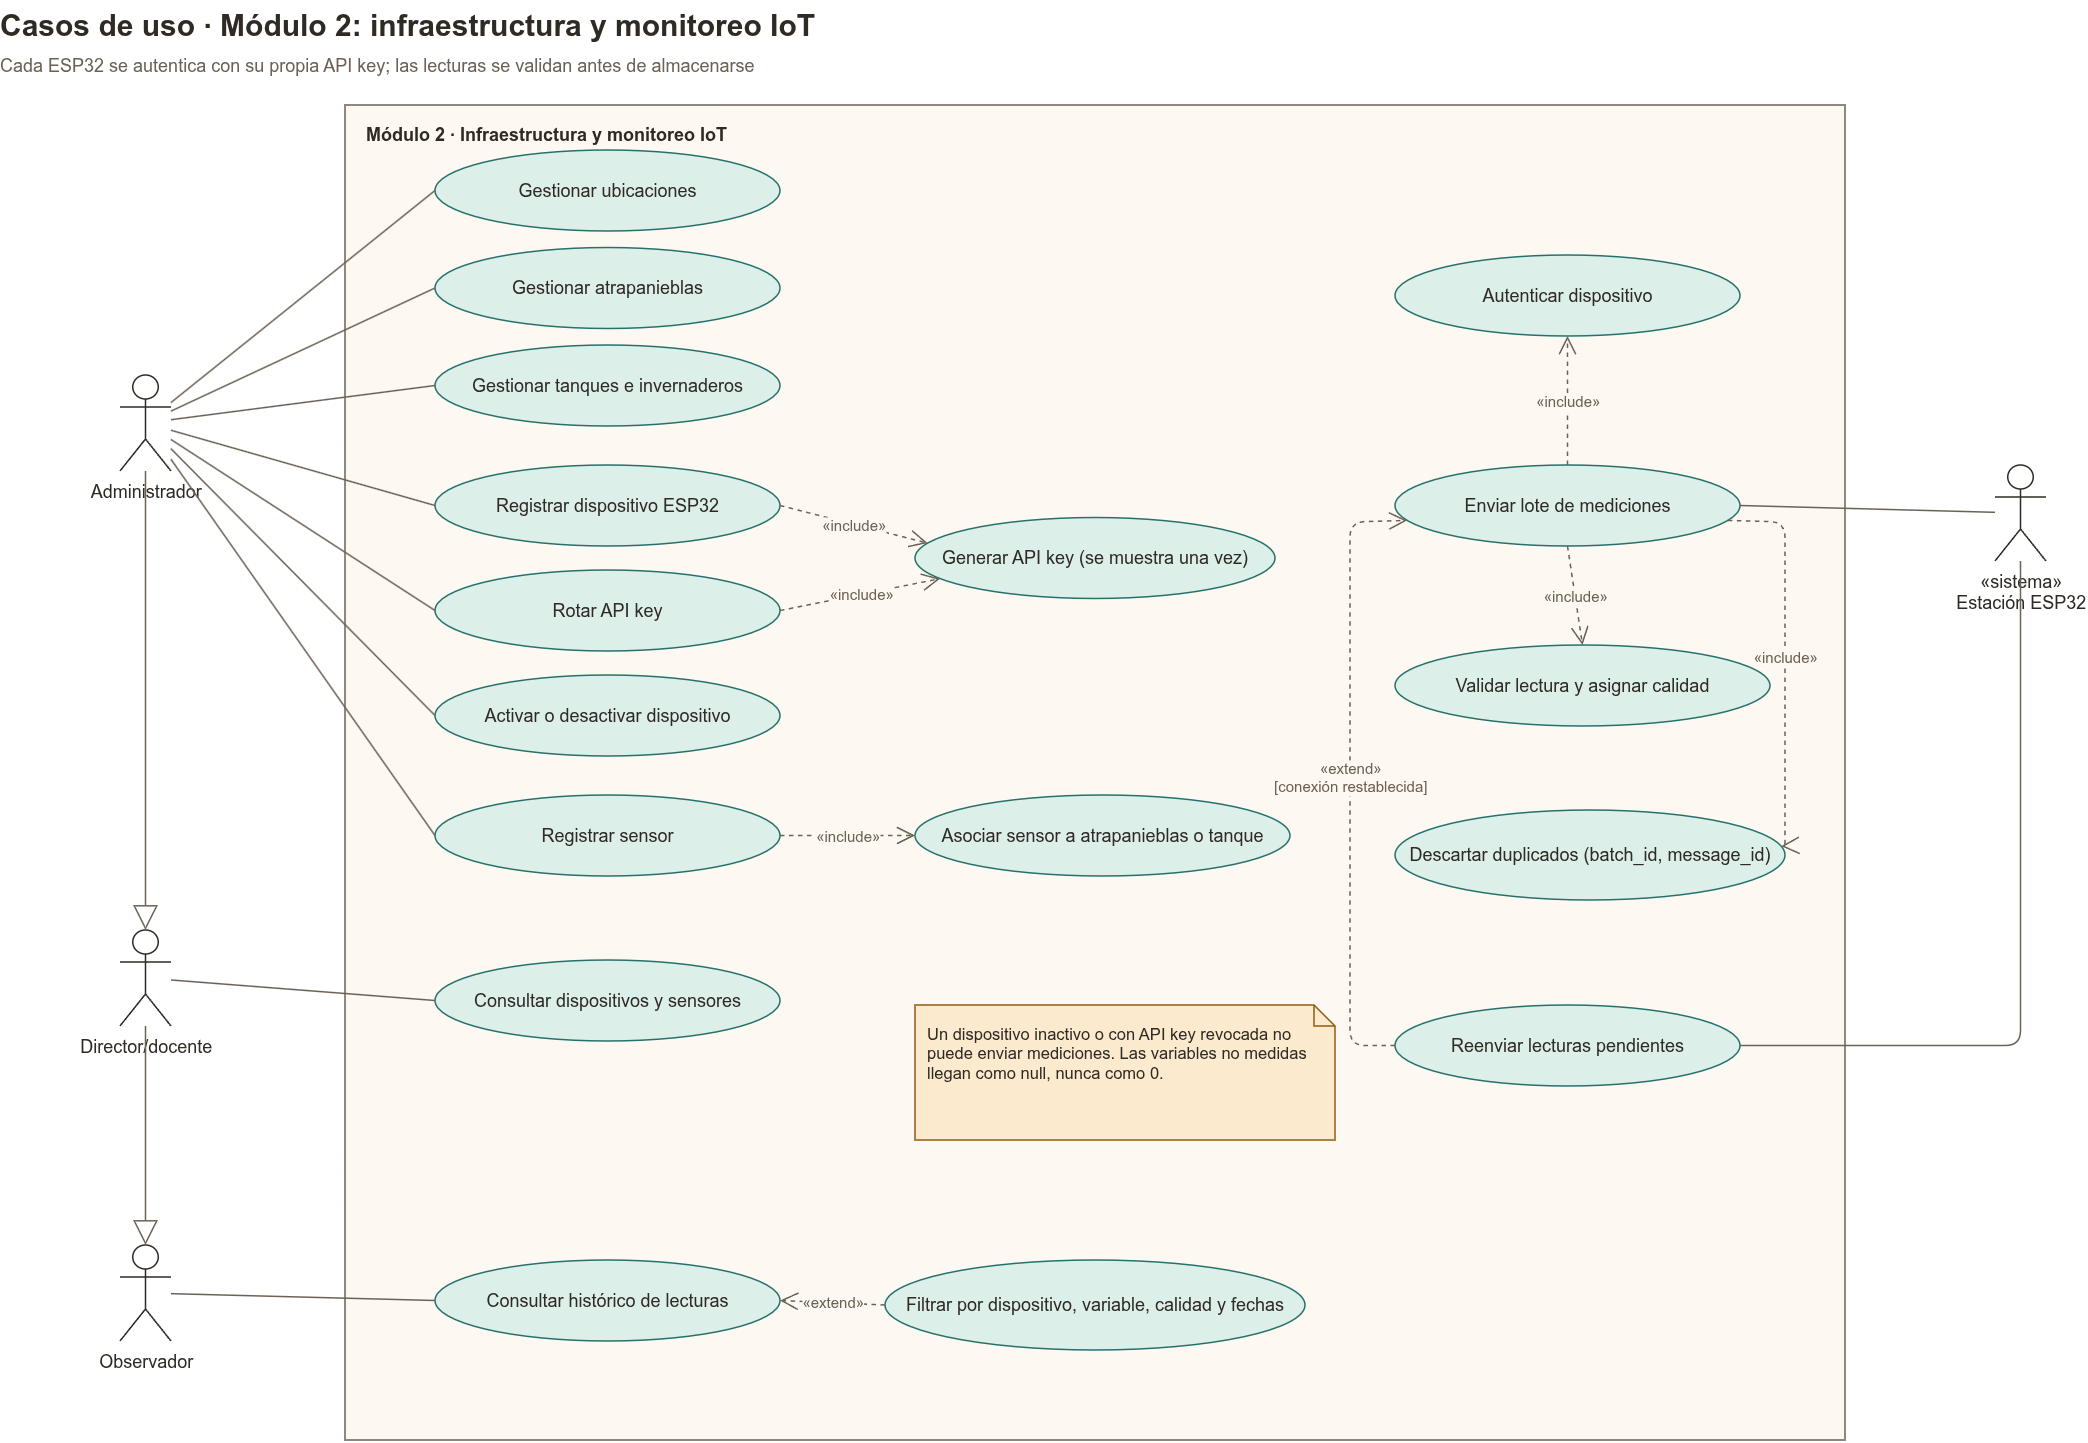 Casos de uso · Módulo 2: infraestructura y monitoreo IoT
Cada ESP32 se autentica con su propia API key; las lecturas se validan antes de almacenarse
Módulo 2 · Infraestructura y monitoreo IoT
Gestionar ubicaciones
Gestionar atrapanieblas
Autenticar dispositivo
Gestionar tanques e invernaderos
«include»
Administrador
Registrar dispositivo ESP32
«include»
Enviar lote de mediciones
Generar API key (se muestra una vez)
«sistema»
Estación ESP32
Rotar API key
«include»
«include»
«include»
Validar lectura y asignar calidad
Activar o desactivar dispositivo
«extend»
[conexión restablecida]
Registrar sensor
«include»
Asociar sensor a atrapanieblas o tanque
Descartar duplicados (batch_id, message_id)
Consultar dispositivos y sensores
Director/docente
Un dispositivo inactivo o con API key revocada no
puede enviar mediciones. Las variables no medidas
llegan como null, nunca como 0.
Reenviar lecturas pendientes
Consultar histórico de lecturas
«extend»
Filtrar por dispositivo, variable, calidad y fechas
Observador